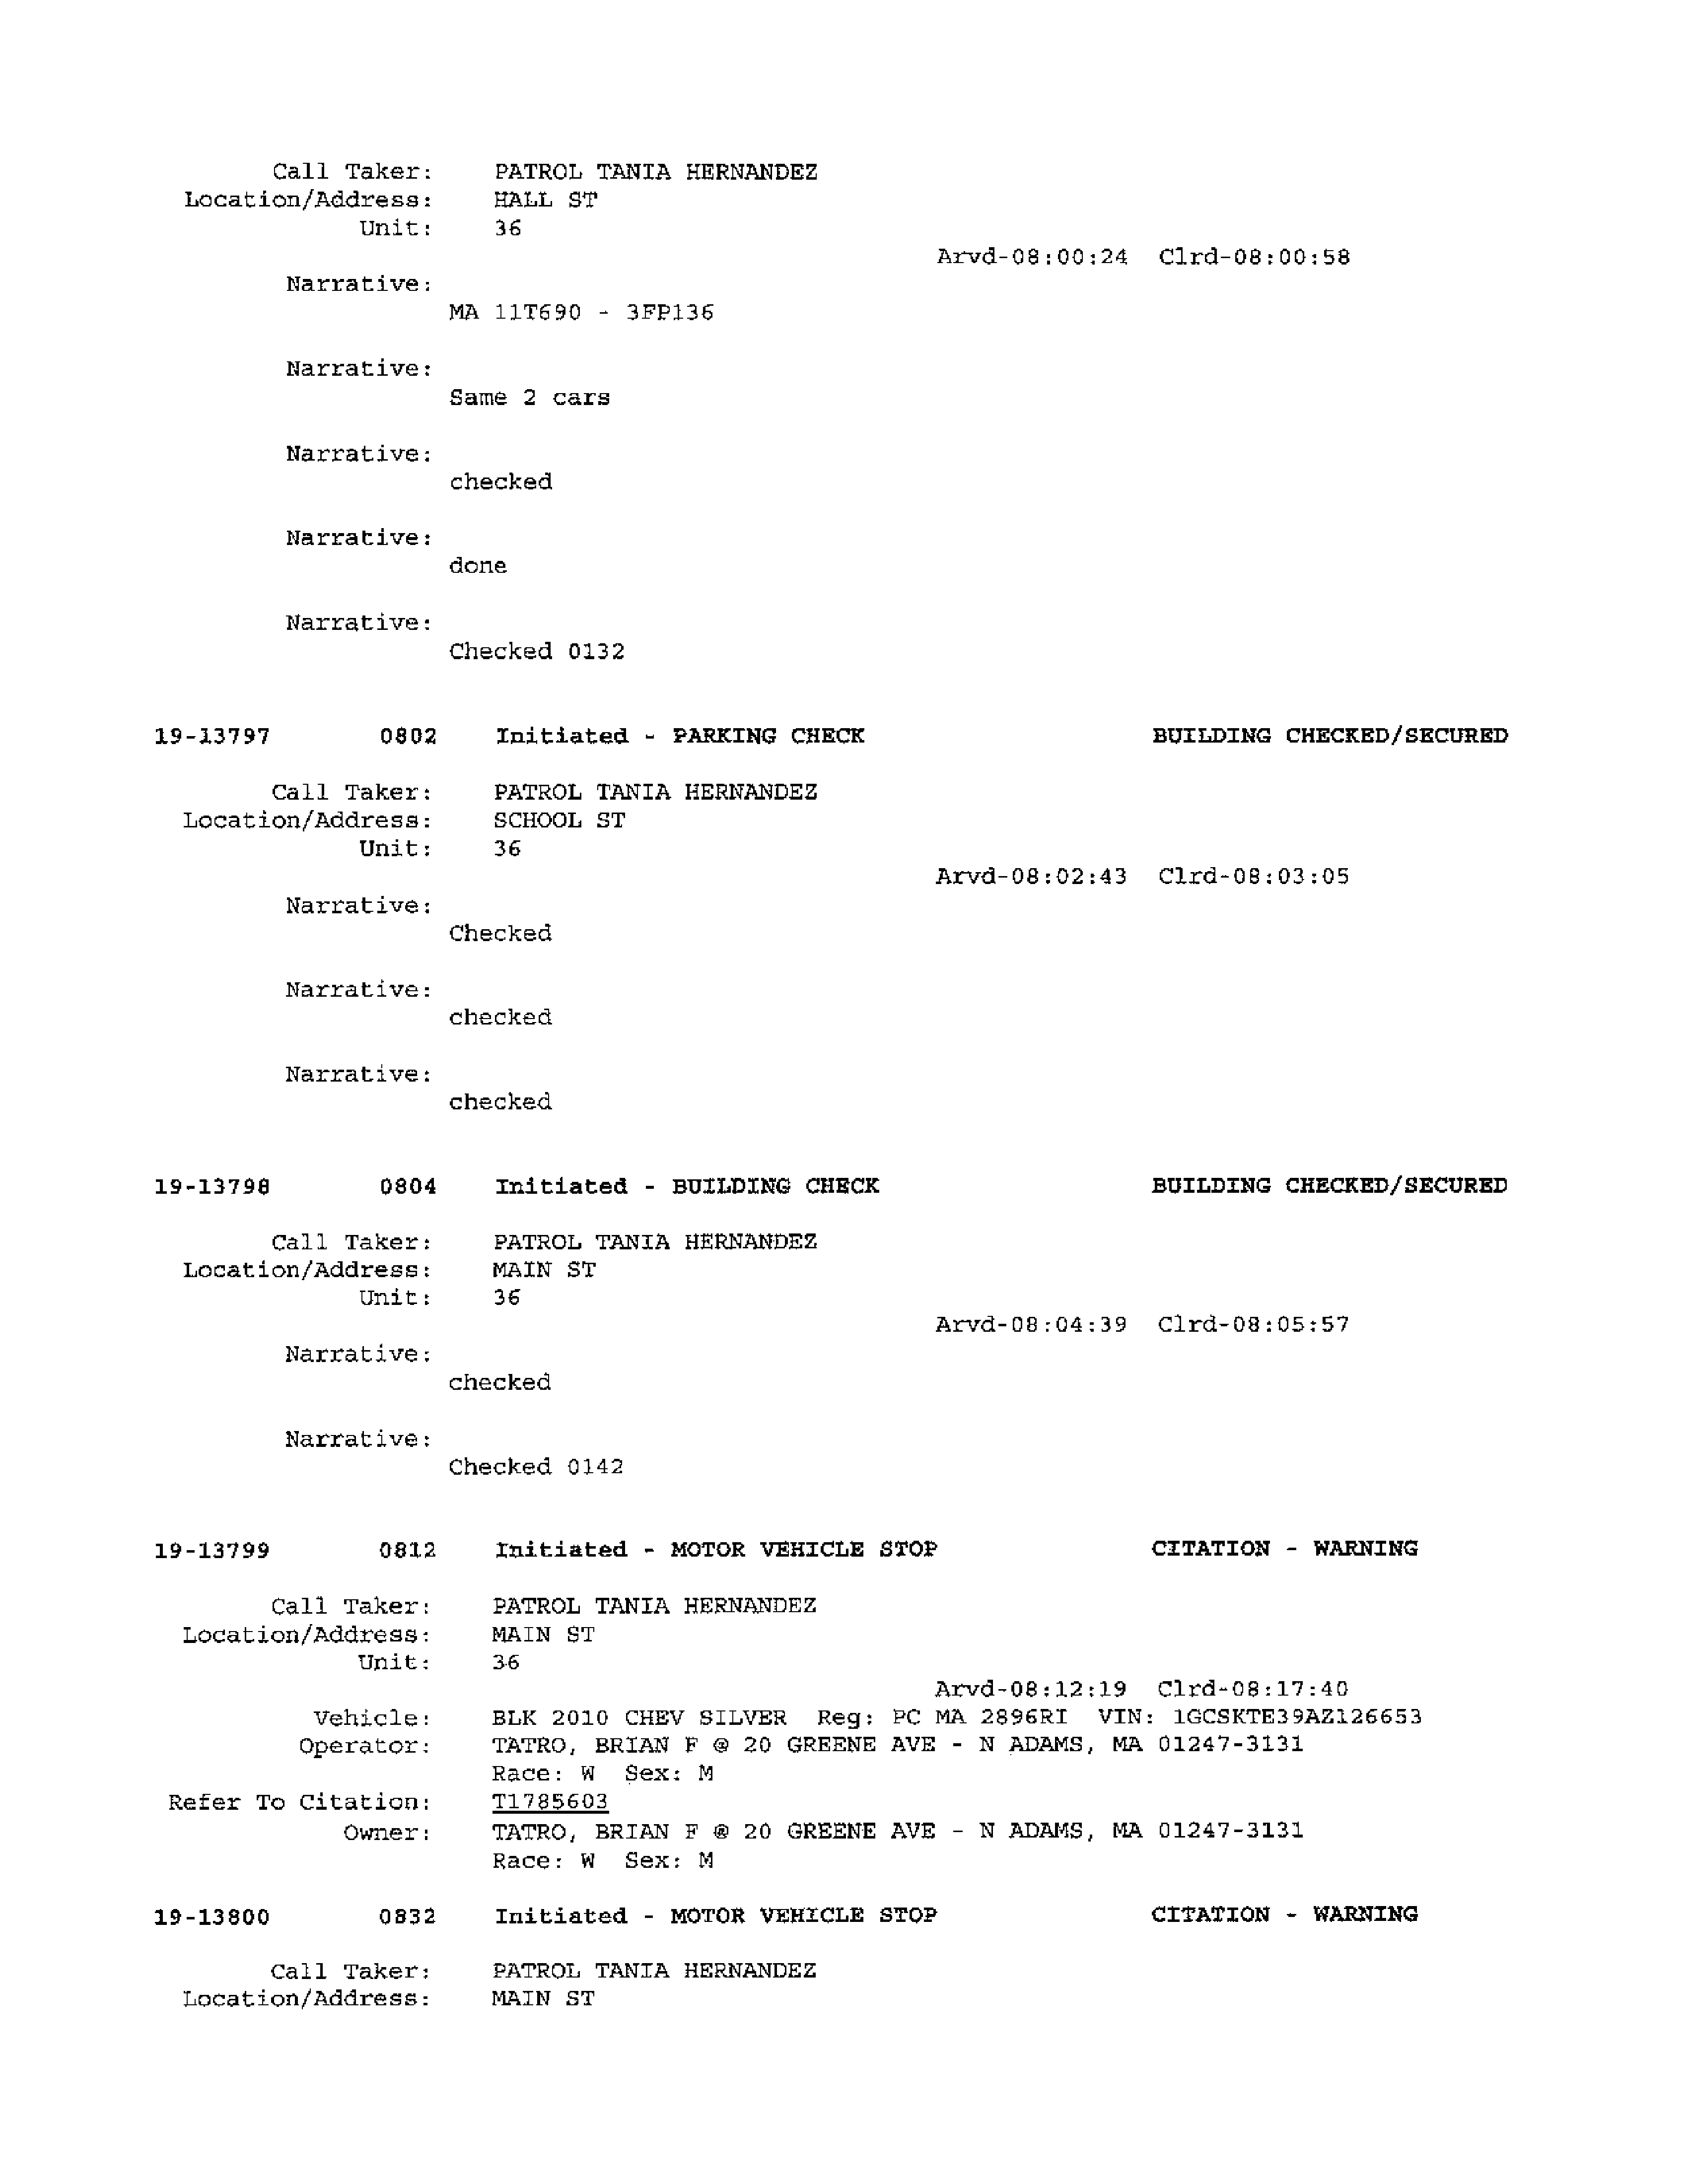 Call Taker: PATROL TANIA HERNANDEZ
Location/Address: HALL ST
Unit: 36
Arvd-08:00:24 Clrd-08:00:58
Narrative:
MA 11T690 - 3FP136
Narrative:
Same 2 cars
Narrative:
checked
Narrative:
done
Narrative:
Checked 0132
19-13797 0802 Initiated - PARKING CHECK BUILDING CHECKED/SECURED
Call Taker: PATROL TANIA HERNANDEZ
Location/Address: SCHOOL ST
Unit: 36
Arvd-08:02:43 Clrd-08:03:05
Narrative:
Checked
Narrative:
checked
Narrative:
checked
19-13798 0804 Initiated - BUILDING CHECK BUILDING CHECKED/SECURED
Call Taker: PATROL TANIA HERNANDEZ
Location/Address: MAIN ST
Unit: 36
Arvd-08:04:39 Clrd-08:05:57
Narrative:
checked
Narrative:
Checked 0142
19-13799 0812 Initiated - MOTOR VEHICLE STOP CITATION - WARNING
Call Taker: PATROL TANIA HERNANDEZ
Location/Address: MAIN ST
Unit: 36
Arvd-08:12:19 Clrd-08:17:40
Vehicle: BLK 2010 CHEV SILVER Reg: PC MA 2896RI VIN: 1GCSKTE39AZ126653
Operator: TATRO, BRIAN F @ 20 GREENE AVE - N ADAMS, MA 01247-3131
Race: W Sex: M
Refer To Citation: T1785603
Owner: TATRO, BRIAN F @ 20 GREENE AVE - N ADAMS, MA 01247-3131
Race: W Sex: M
19-13800 0832 Initiated - MOTOR VEHICLE STOP CITATION - WARNING
Call Taker: PATROL TANIA HERNANDEZ
Location/Address: MAIN ST